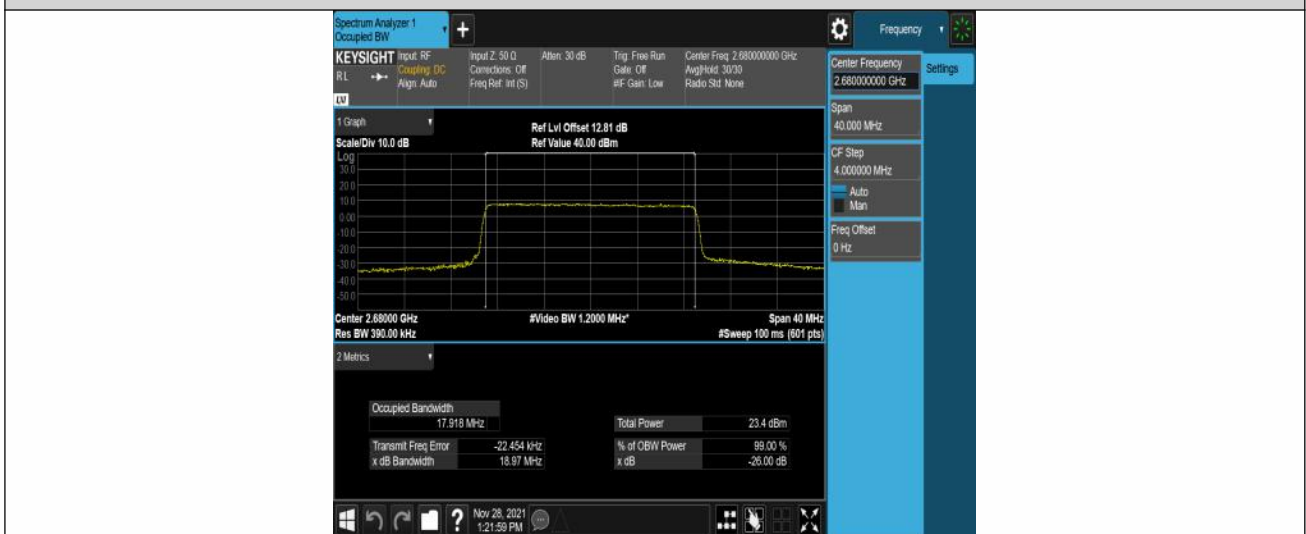 Spectrum Analyzer 1
Occupied BW
+
Frequency
KEYSIGHT
R L
LXI
Input: RF
Coupling: DC
Align: Auto
Input Z: 50 Ω
Corrections: Off
Freq Ref: Int (S)
Atten: 30 dB
Trig: Free Run
Gate: Off
#IF Gain: Low
Center Freq: 2.680000000 GHz
Avg|Hold: 30/30
Radio Std: None
Center Frequency
2.680000000 GHz
Settings
Span
40.000 MHz
CF Step
4.000000 MHz
Auto
Man
Freq Offset
0 Hz
1 Graph
Scale/Div 10.0 dB
Ref Lvl Offset 12.81 dB
Ref Value 40.00 dBm
Log
30.0
20.0
10.0
0.00
-10.0
-20.0
-30.0
-40.0
-50.0
Center 2.68000 GHz
#Video BW 1.2000 MHz*
Span 40 MHz
Res BW 390.00 kHz
#Sweep 100 ms (601 pts)
2 Metrics
Occupied Bandwidth
17.918 MHz
Total Power 23.4 dBm
Transmit Freq Error -22.454 kHz
% of OBW Power 99.00 %
x dB Bandwidth 18.97 MHz
x dB -26.00 dB
?
Nov 28, 2021
1:21:59 PM